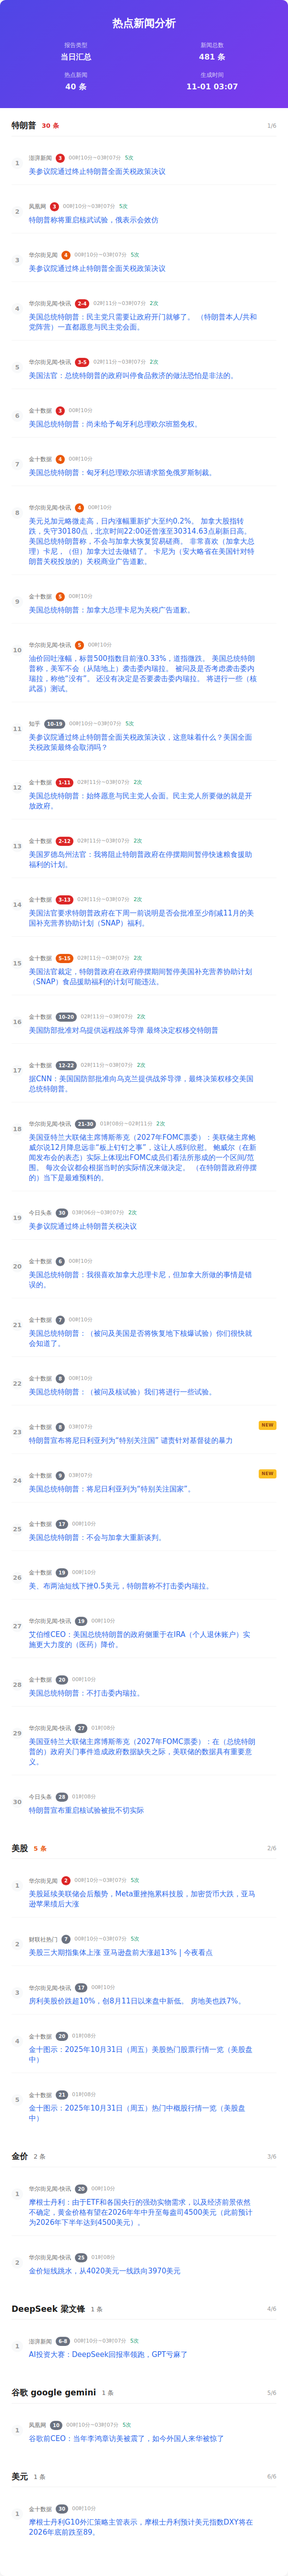 热点新闻分析
报告类型
当日汇总
新闻总数
481 条
热点新闻
40 条
生成时间
11-01 03:07
特朗普 30 条 1/6
1
澎湃新闻 3 00时10分~03时07分 5次
美参议院通过终止特朗普全面关税政策决议
2
凤凰网 3 00时10分~03时07分 5次
特朗普称将重启核武试验，俄表示会效仿
3
华尔街见闻 4 00时10分~03时07分 5次
美参议院通过终止特朗普全面关税政策决议
4
华尔街见闻-快讯 2-4 02时11分~03时07分 2次
美国总统特朗普：民主党只需要让政府开门就够了。 （特朗普本人/共和
党阵营）一直都愿意与民主党会面。
5
华尔街见闻-快讯 3-5 02时11分~03时07分 2次
美国法官：总统特朗普的政府叫停食品救济的做法恐怕是非法的。
6
金十数据 3 00时10分
美国总统特朗普：尚未给予匈牙利总理欧尔班豁免权。
7
金十数据 4 00时10分
美国总统特朗普：匈牙利总理欧尔班请求豁免俄罗斯制裁。
8
华尔街见闻-快讯 4 00时10分
美元兑加元略微走高，日内涨幅重新扩大至约0.2%。 加拿大股指转
跌，失守30180点，北京时间22:00还曾涨至30314.63点刷新日高。
美国总统特朗普称，不会与加拿大恢复贸易磋商。 非常喜欢（加拿大总
理）卡尼，（但）加拿大过去做错了。 卡尼为（安大略省在美国针对特
朗普关税投放的）关税商业广告道歉。
9
金十数据 5 00时10分
美国总统特朗普：加拿大总理卡尼为关税广告道歉。
10
华尔街见闻-快讯 5 00时10分
油价回吐涨幅，标普500指数目前涨0.33%，道指微跌。 美国总统特朗
普称，美军不会（从陆地上）袭击委内瑞拉。 被问及是否考虑袭击委内
瑞拉，称他“没有”。 还没有决定是否要袭击委内瑞拉。 将进行一些（核
武器）测试。
11
知乎 10-19 00时10分~03时07分 5次
美参议院通过终止特朗普全面关税政策决议，这意味着什么？美国全面
关税政策最终会取消吗？
12
金十数据 1-11 02时11分~03时07分 2次
美国总统特朗普：始终愿意与民主党人会面。民主党人所要做的就是开
放政府。
13
金十数据 2-12 02时11分~03时07分 2次
美国罗德岛州法官：我将阻止特朗普政府在停摆期间暂停快速粮食援助
福利的计划。
14
金十数据 3-13 02时11分~03时07分 2次
美国法官要求特朗普政府在下周一前说明是否会批准至少削减11月的美
国补充营养协助计划（SNAP）福利。
15
金十数据 5-15 02时11分~03时07分 2次
美国法官裁定，特朗普政府在政府停摆期间暂停美国补充营养协助计划
（SNAP）食品援助福利的计划可能违法。
16
金十数据 10-20 02时11分~03时07分 2次
美国防部批准对乌提供远程战斧导弹 最终决定权移交特朗普
17
金十数据 12-22 02时11分~03时07分 2次
据CNN：美国国防部批准向乌克兰提供战斧导弹，最终决策权移交美国
总统特朗普。
18
华尔街见闻-快讯 21-30 01时08分~02时11分 2次
美国亚特兰大联储主席博斯蒂克（2027年FOMC票委）：美联储主席鲍
威尔说12月降息远非“板上钉钉之事”，这让人感到欣慰。 鲍威尔（在新
闻发布会的表态）实际上体现出FOMC成员们看法所形成的一个区间/范
围。 每次会议都会根据当时的实际情况来做决定。 （在特朗普政府停摆
的）当下是最难预料的。
19
今日头条 30 03时06分~03时07分 2次
美参议院通过终止特朗普关税决议
20
金十数据 6 00时10分
美国总统特朗普：我很喜欢加拿大总理卡尼，但加拿大所做的事情是错
误的。
21
金十数据 7 00时10分
美国总统特朗普：（被问及美国是否将恢复地下核爆试验）你们很快就
会知道了。
22
金十数据 8 00时10分
美国总统特朗普：（被问及核试验）我们将进行一些试验。
23
金十数据 8 03时07分 NEW
特朗普宣布将尼日利亚列为“特别关注国” 谴责针对基督徒的暴力
24
金十数据 9 03时07分 NEW
美国总统特朗普：将尼日利亚列为“特别关注国家”。
25
金十数据 17 00时10分
美国总统特朗普：不会与加拿大重新谈判。
26
金十数据 19 00时10分
美、布两油短线下挫0.5美元，特朗普称不打击委内瑞拉。
27
华尔街见闻-快讯 19 00时10分
艾伯维CEO：美国总统特朗普的政府侧重于在IRA（个人退休账户）实
施更大力度的（医药）降价。
28
金十数据 20 00时10分
美国总统特朗普：不打击委内瑞拉。
29
华尔街见闻-快讯 27 01时08分
美国亚特兰大联储主席博斯蒂克（2027年FOMC票委）：在（总统特朗
普的）政府关门事件造成政府数据缺失之际，美联储的数据具有重要意
义。
30
今日头条 28 01时08分
特朗普宣布重启核试验被批不切实际
美股 5 条 2/6
1
华尔街见闻 2 00时10分~03时07分 5次
美股延续美联储会后颓势，Meta重挫拖累科技股，加密货币大跌，亚马
逊苹果绩后大涨
2
财联社热门 7 00时10分~03时07分 5次
美股三大期指集体上涨 亚马逊盘前大涨超13% | 今夜看点
3
华尔街见闻-快讯 17 00时10分
房利美股价跌超10%，创8月11日以来盘中新低。 房地美也跌7%。
4
金十数据 20 01时08分
金十图示：2025年10月31日（周五）美股热门股票行情一览（美股盘
中）
5
金十数据 21 01时08分
金十图示：2025年10月31日（周五）热门中概股行情一览（美股盘
中）
金价 2 条 3/6
1
华尔街见闻-快讯 20 00时10分
摩根士丹利：由于ETF和各国央行的强劲实物需求，以及经济前景依然
不确定，黄金价格有望在2026年年中升至每盎司4500美元（此前预计
为2026年下半年达到4500美元）。
2
华尔街见闻-快讯 25 01时08分
金价短线跳水，从4020美元一线跌向3970美元
DeepSeek 梁文锋 1 条 4/6
1
澎湃新闻 6-8 00时10分~03时07分 5次
AI投资大赛：DeepSeek回报率领跑，GPT亏麻了
谷歌 google gemini 1 条 5/6
1
凤凰网 10 00时10分~03时07分 5次
谷歌前CEO：当年李鸿章访美被震了，如今外国人来华被惊了
美元 1 条 6/6
1
金十数据 30 00时10分
摩根士丹利G10外汇策略主管表示，摩根士丹利预计美元指数DXY将在
2026年底前跌至89。